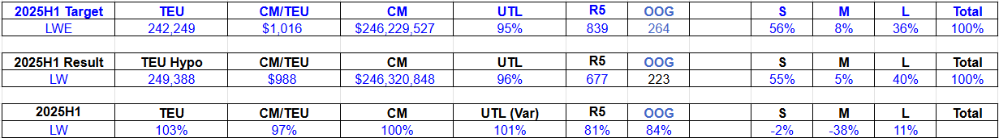 2025H1 Target TEU CM/TEU CM UTL R5 OOG S M L Total
LWE 242,249 $1,016 $246,229,527 95% 839 264 56% 8% 36% 100%
2025H1 Result TEU Hypo CM/TEU CM UTL R5 OOG S M L Total
LW 249,388 $988 $246,320,848 96% 677 223 55% 5% 40% 100%
2025H1 TEU CM/TEU CM UTL (Var) R5 OOG S M L Total
LW 103% 97% 100% 101% 81% 84% -2% -38% 11%